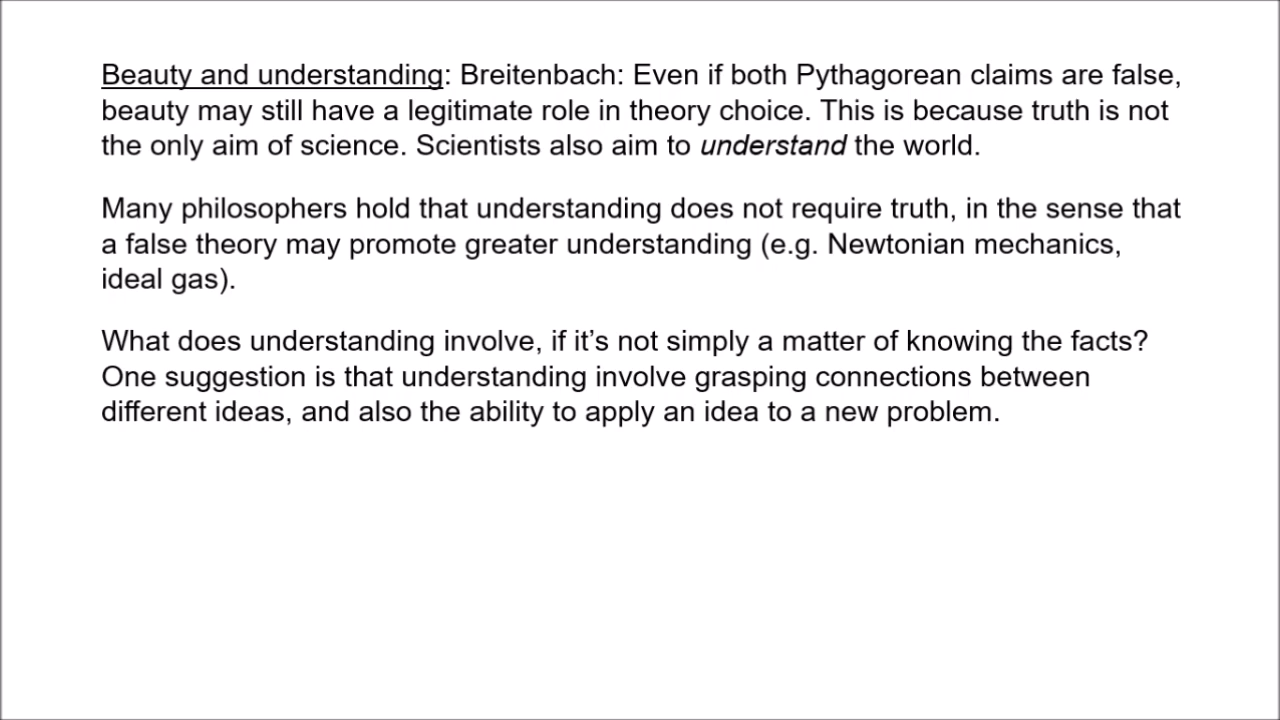 Beauty and understanding: Breitenbach: Even if both Pythagorean claims are false,
beauty may still have a legitimate role in theory choice. This is because truth is not
the only aim of science. Scientists also aim to understand the world.
Many philosophers hold that understanding does not require truth, in the sense that
a false theory may promote greater understanding (e.g. Newtonian mechanics,
ideal gas).
What does understanding involve, if it’s not simply a matter of knowing the facts?
One suggestion is that understanding involve grasping connections between
different ideas, and also the ability to apply an idea to a new problem.